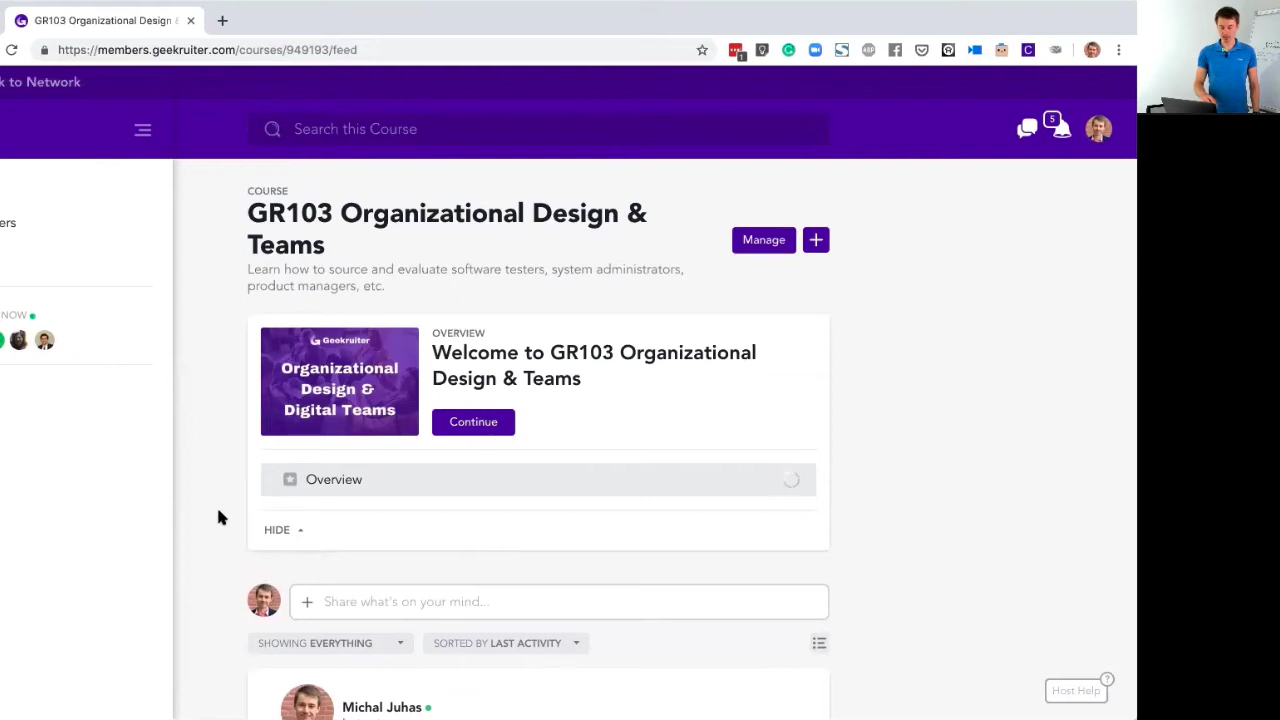 GR103 Organizational Design &
https://members.geekruiter.com/courses/949193/feed
1
k to Network
Search this Course
5
COURSE
GR103 Organizational Design &
Teams
Manage
Learn how to source and evaluate software testers, system administrators,
product managers, etc.
ers
NOW
Geekruiter
Organizational
Design &
Digital Teams
OVERVIEW
Welcome to GR103 Organizational
Design & Teams
Continue
Overview
HIDE
Share what's on your mind...
SHOWING EVERYTHING
SORTED BY LAST ACTIVITY
Michal Juhas
Host Help
?